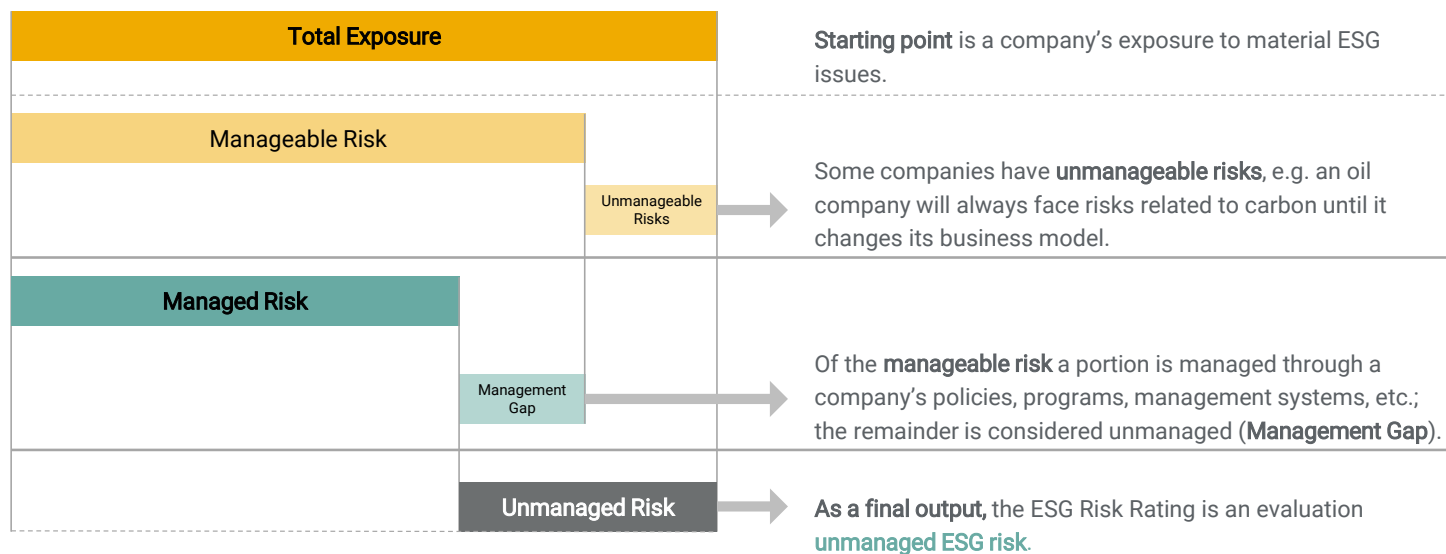 Total Exposure
Starting point is a company’s exposure to material ESG
issues.
Manageable Risk
Unmanageable
Risks
Some companies have unmanageable risks, e.g. an oil
company will always face risks related to carbon until it
changes its business model.
Managed Risk
Management
Gap
Of the manageable risk a portion is managed through a
company’s policies, programs, management systems, etc.;
the remainder is considered unmanaged (Management Gap).
Unmanaged Risk
As a final output, the ESG Risk Rating is an evaluation
unmanaged ESG risk.